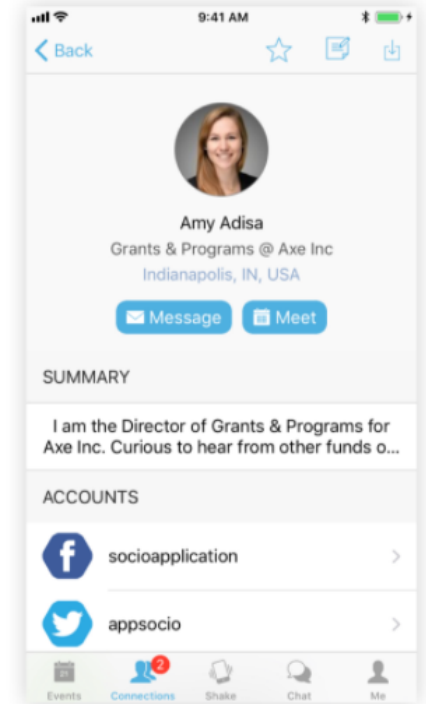 9:41 AM
Back
Amy Adisa
Grants & Programs @ Axe Inc
Indianapolis, IN, USA
Message
Meet
SUMMARY
I am the Director of Grants & Programs for
Axe Inc. Curious to hear from other funds o...
ACCOUNTS
f
socioapplication
appsocio
2
Events
Connections
Shake
Chat
Me